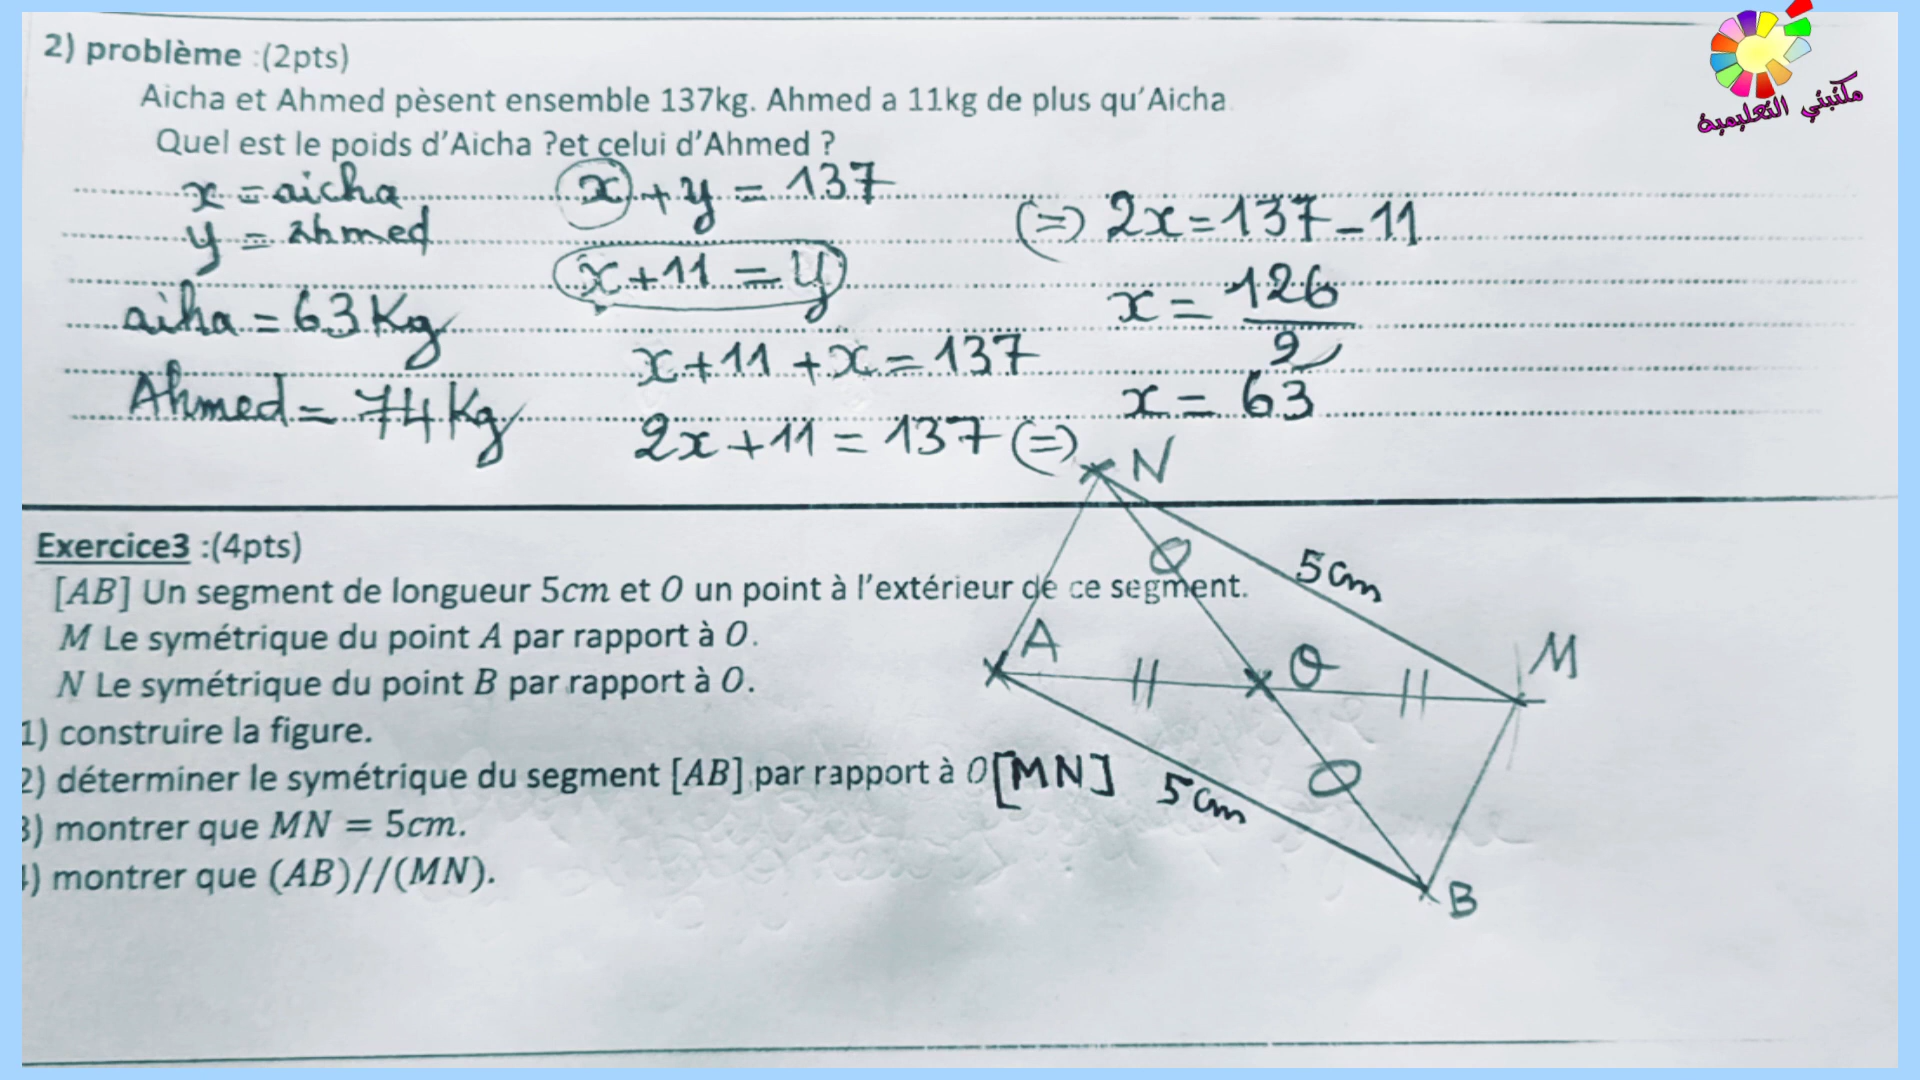 2) problème :(2pts)
Aicha et Ahmed pèsent ensemble 137kg. Ahmed a 11kg de plus qu'Aicha
Quel est le poids d'Aicha ?et celui d'Ahmed ?
x = aicha
y = Ahmed
aiha = 63 Kg
Ahmed = 74 Kg
x + y = 137
x + 11 = y
x + 11 + x = 137
2x + 11 = 137 (=)
(=) 2x = 137 - 11
x = 126/2
x = 63
Exercice3 :(4pts)
[AB] Un segment de longueur 5cm et O un point à l'extérieur de ce segment.
M Le symétrique du point A par rapport à O.
N Le symétrique du point B par rapport à O.
1) construire la figure.
2) déterminer le symétrique du segment [AB] par rapport à O [MN]
3) montrer que MN = 5cm.
4) montrer que (AB)//(MN).
N
5cm
A
O
M
5cm
B
مكتبتي التعليمية